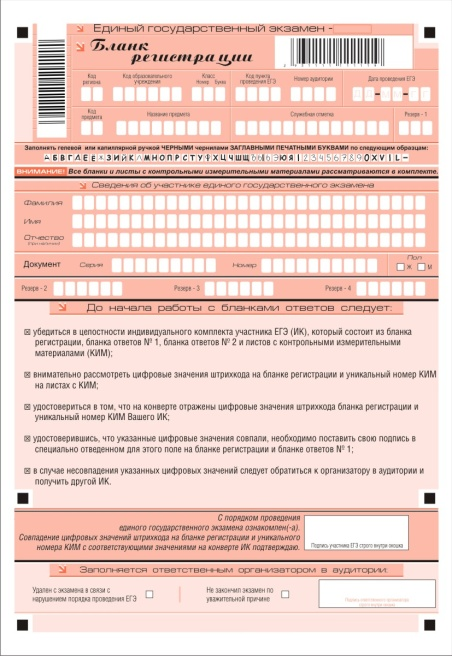 Единый государственный экзамен -
Бланк
регистрации
Код региона
Код образовательного учреждения
Класс
Номер Буква
Код пункта проведения ЕГЭ
Номер аудитории
Дата проведения ЕГЭ
Код предмета
Название предмета
Служебная отметка
Резерв - 1
Заполнять гелевой или капиллярной ручкой ЧЕРНЫМИ чернилами ЗАГЛАВНЫМИ ПЕЧАТНЫМИ БУКВАМИ по следующим образцам:
АБВГДЕЁЖЗИЙКЛМНОПРСТУФХЦЧШЩЪЫЬЭЮЯ1234567890XVIL-
ВНИМАНИЕ! Все бланки и листы с контрольными измерительными материалами рассматриваются в комплекте.
Сведения об участнике единого государственного экзамена
Фамилия
Имя
Отчество
(при наличии)
Документ Серия Номер
Пол
Ж М
Резерв - 2 Резерв - 3 Резерв - 4
До начала работы с бланками ответов следует:
убедиться в целостности индивидуального комплекта участника ЕГЭ (ИК), который состоит из бланка
регистрации, бланка ответов № 1, бланка ответов № 2 и листов с контрольными измерительными
материалами (КИМ);
внимательно рассмотреть цифровые значения штрихкода на бланке регистрации и уникальный номер КИМ
на листах с КИМ;
удостовериться в том, что на конверте отражены цифровые значения штрихкода бланка регистрации и
уникальный номер КИМ Вашего ИК;
удостоверившись, что указанные цифровые значения совпали, необходимо поставить свою подпись в
специально отведенном для этого поле на бланке регистрации и бланке ответов № 1;
в случае несовпадения указанных цифровых значений следует обратиться к организатору в аудитории и
получить другой ИК.
С порядком проведения
единого государственного экзамена ознакомлен(-а).
Совпадение цифровых значений штрихкода на бланке регистрации и уникального
номера КИМ с соответствующими значениями на конверте ИК подтверждаю.
Подпись участника ЕГЭ строго внутри окошка
Заполняется ответственным организатором в аудитории:
Удален с экзамена в связи с
нарушением порядка проведения ЕГЭ
Не закончил экзамен по
уважительной причине